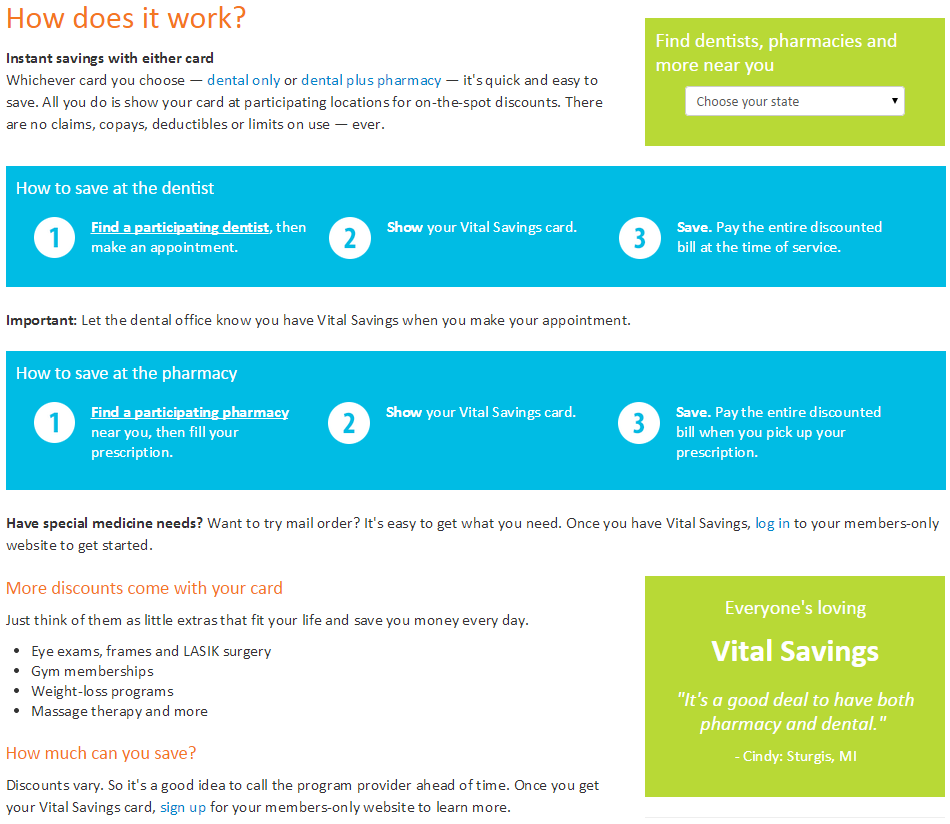 How does it work?
Instant savings with either card
Whichever card you choose — dental only or dental plus pharmacy — it's quick and easy to
save. All you do is show your card at participating locations for on-the-spot discounts. There
are no claims, copays, deductibles or limits on use — ever.
Find dentists, pharmacies and
more near you
Choose your state
How to save at the dentist
1
Find a participating dentist, then
make an appointment.
2
Show your Vital Savings card.
3
Save. Pay the entire discounted
bill at the time of service.
Important: Let the dental office know you have Vital Savings when you make your appointment.
How to save at the pharmacy
1
Find a participating pharmacy
near you, then fill your
prescription.
2
Show your Vital Savings card.
3
Save. Pay the entire discounted
bill when you pick up your
prescription.
Have special medicine needs? Want to try mail order? It's easy to get what you need. Once you have Vital Savings, log in to your members-only
website to get started.
More discounts come with your card
Just think of them as little extras that fit your life and save you money every day.
• Eye exams, frames and LASIK surgery
• Gym memberships
• Weight-loss programs
• Massage therapy and more
How much can you save?
Discounts vary. So it's a good idea to call the program provider ahead of time. Once you get
your Vital Savings card, sign up for your members-only website to learn more.
Everyone's loving
Vital Savings
"It's a good deal to have both
pharmacy and dental."
- Cindy: Sturgis, MI